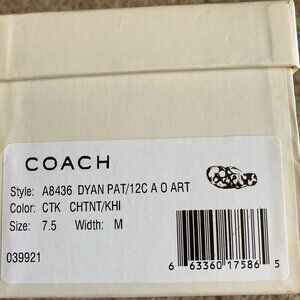 COACH
Style: A8436 DYAN PAT/12C A O ART
Color: CTK CHTNT/KHI
Size: 7.5 Width: M
039921
6 63360 17586 5